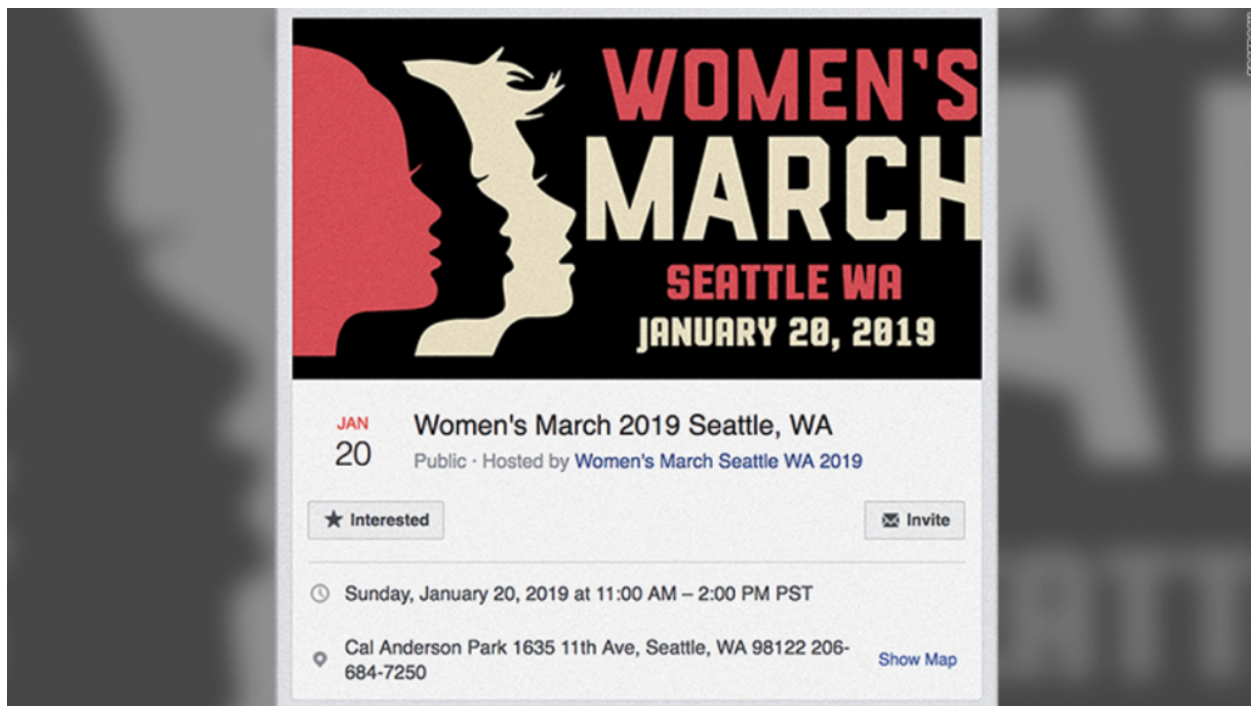 WOMEN'S
MARCH
SEATTLE WA
JANUARY 20, 2019
JAN
20
Women's March 2019 Seattle, WA
Public · Hosted by Women's March Seattle WA 2019
Interested
Invite
Sunday, January 20, 2019 at 11:00 AM – 2:00 PM PST
Cal Anderson Park 1635 11th Ave, Seattle, WA 98122 206-
684-7250
Show Map